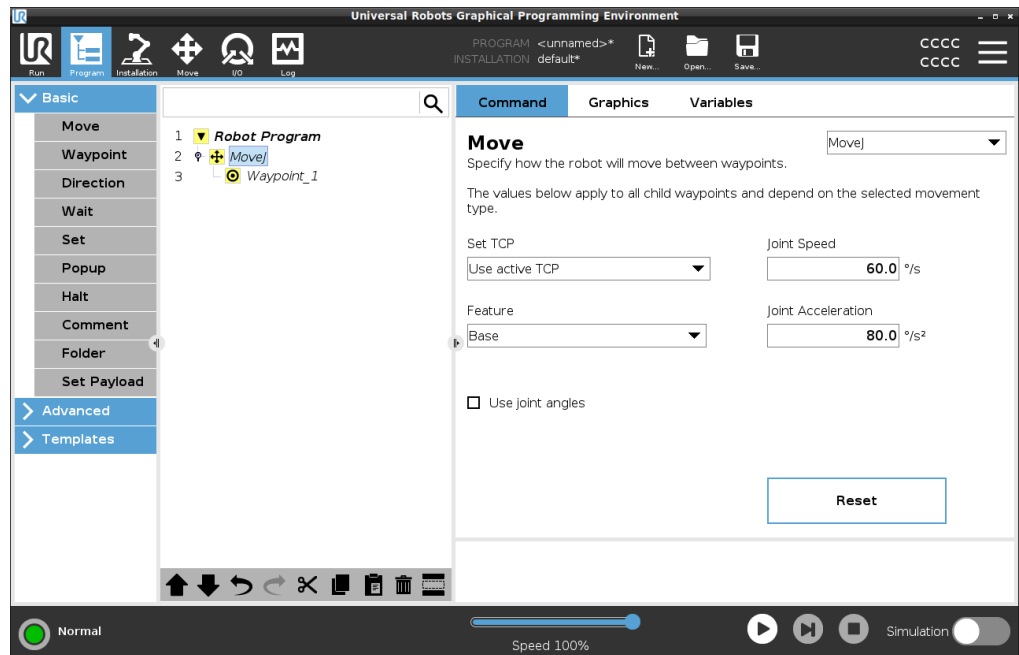 Universal Robots Graphical Programming Environment
UR
Run
Program
Installation
Move
I/O
Log
PROGRAM <unnamed>*
INSTALLATION default*
New...
Open...
Save...
CCCC
CCCC
Basic
Move
Waypoint
Direction
Wait
Set
Popup
Halt
Comment
Folder
Set Payload
Advanced
Templates
1 Robot Program
2 MoveJ
3 Waypoint_1
Command Graphics Variables
Move
MoveJ
Specify how the robot will move between waypoints.
The values below apply to all child waypoints and depend on the selected movement
type.
Set TCP
Joint Speed
Use active TCP
60.0 °/s
Feature
Joint Acceleration
Base
80.0 °/s²
Use joint angles
Reset
Normal
Speed 100%
Simulation